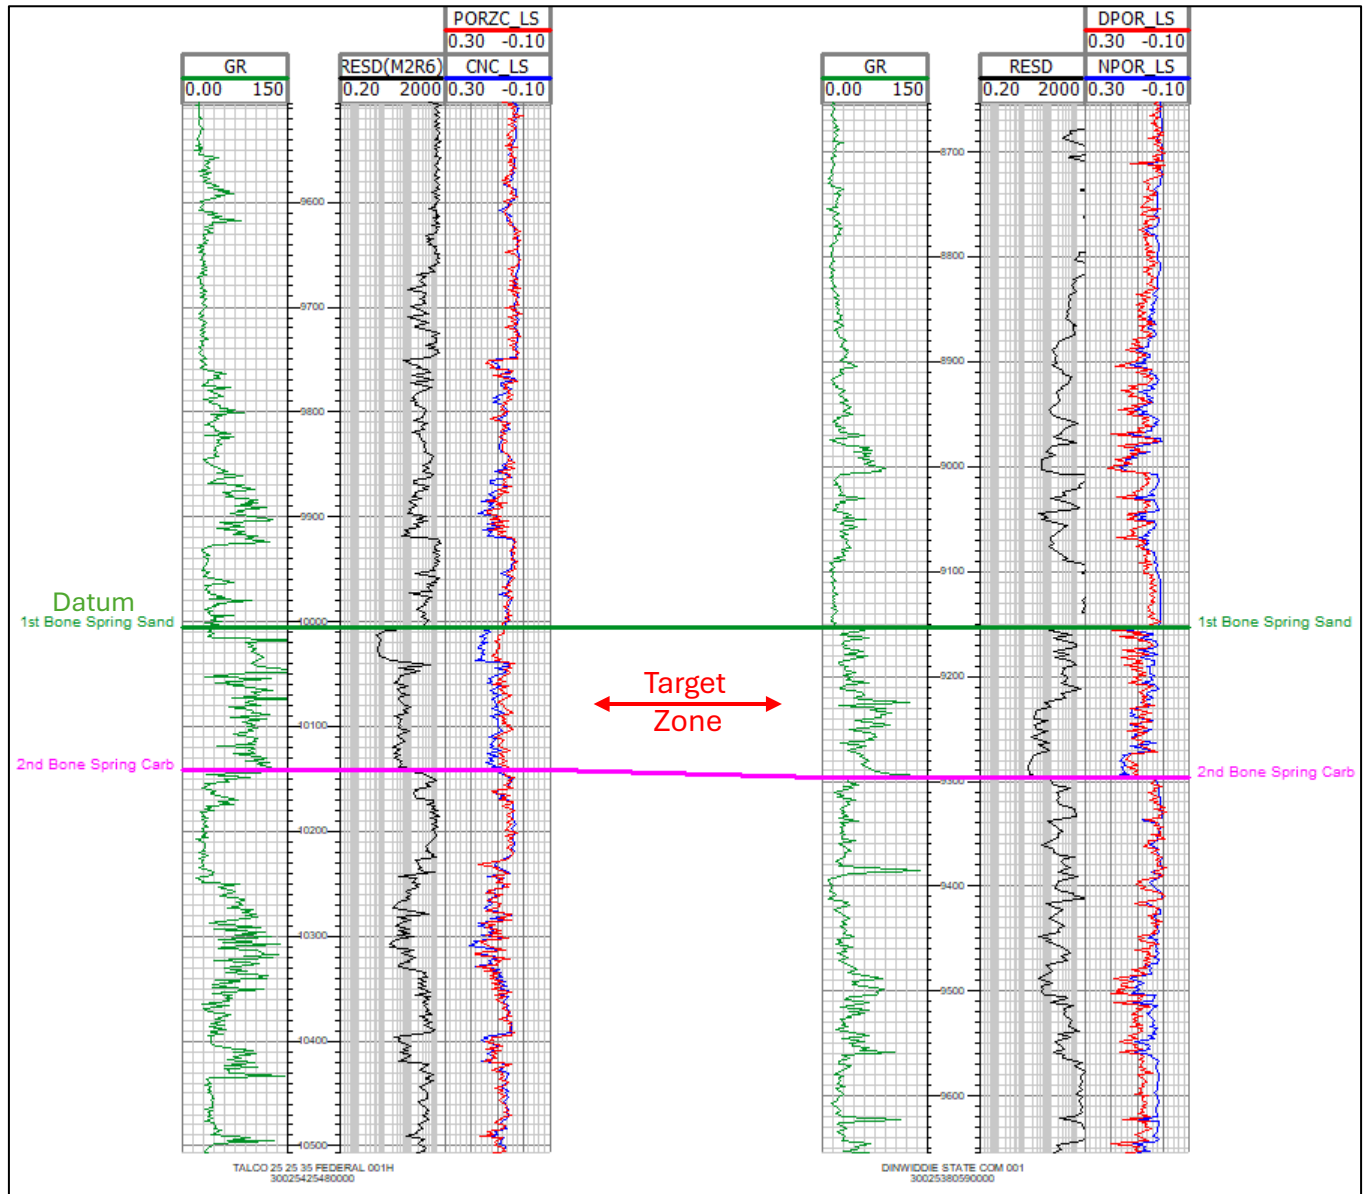 PORZC_LS
0.30 -0.10
GR
0.00 150
RESD(M2R6)
0.20 2000
CNC_LS
0.30 -0.10
DPOR_LS
0.30 -0.10
GR
0.00 150
RESD
0.20 2000
NPOR_LS
0.30 -0.10
9600
9700
9800
9900
10000
10100
10200
10300
10400
10500
8700
8800
8900
9000
9100
9200
9300
9400
9500
9600
Datum
1st Bone Spring Sand
1st Bone Spring Sand
Target
Zone
2nd Bone Spring Carb
2nd Bone Spring Carb
TALCO 25 25 35 FEDERAL 001H
30025425480000
DINWIDDIE STATE COM 001
30025380590000